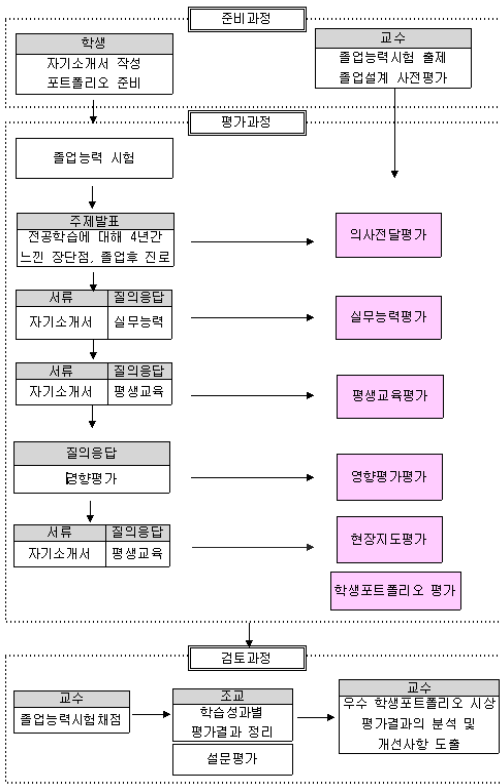 준비과정
학생
자기소개서 작성
포트폴리오 준비
교수
졸업능력시험 출제
졸업설계 사전평가
평가과정
졸업능력 시험
주제발표
전공학습에 대해 4년간
느낀 장단점, 졸업후 진로
의사전달평가
서류 질의응답
자기소개서 실무능력
실무능력평가
서류 질의응답
자기소개서 평생교육
평생교육평가
질의응답
영향평가
영향평가평가
서류 질의응답
자기소개서 평생교육
현장지도평가
학생포트폴리오 평가
검토과정
교수
졸업능력시험채점
조교
학습성과별
평가결과 정리
설문평가
교수
우수 학생포트폴리오 시상
평가결과의 분석 및
개선사항 도출